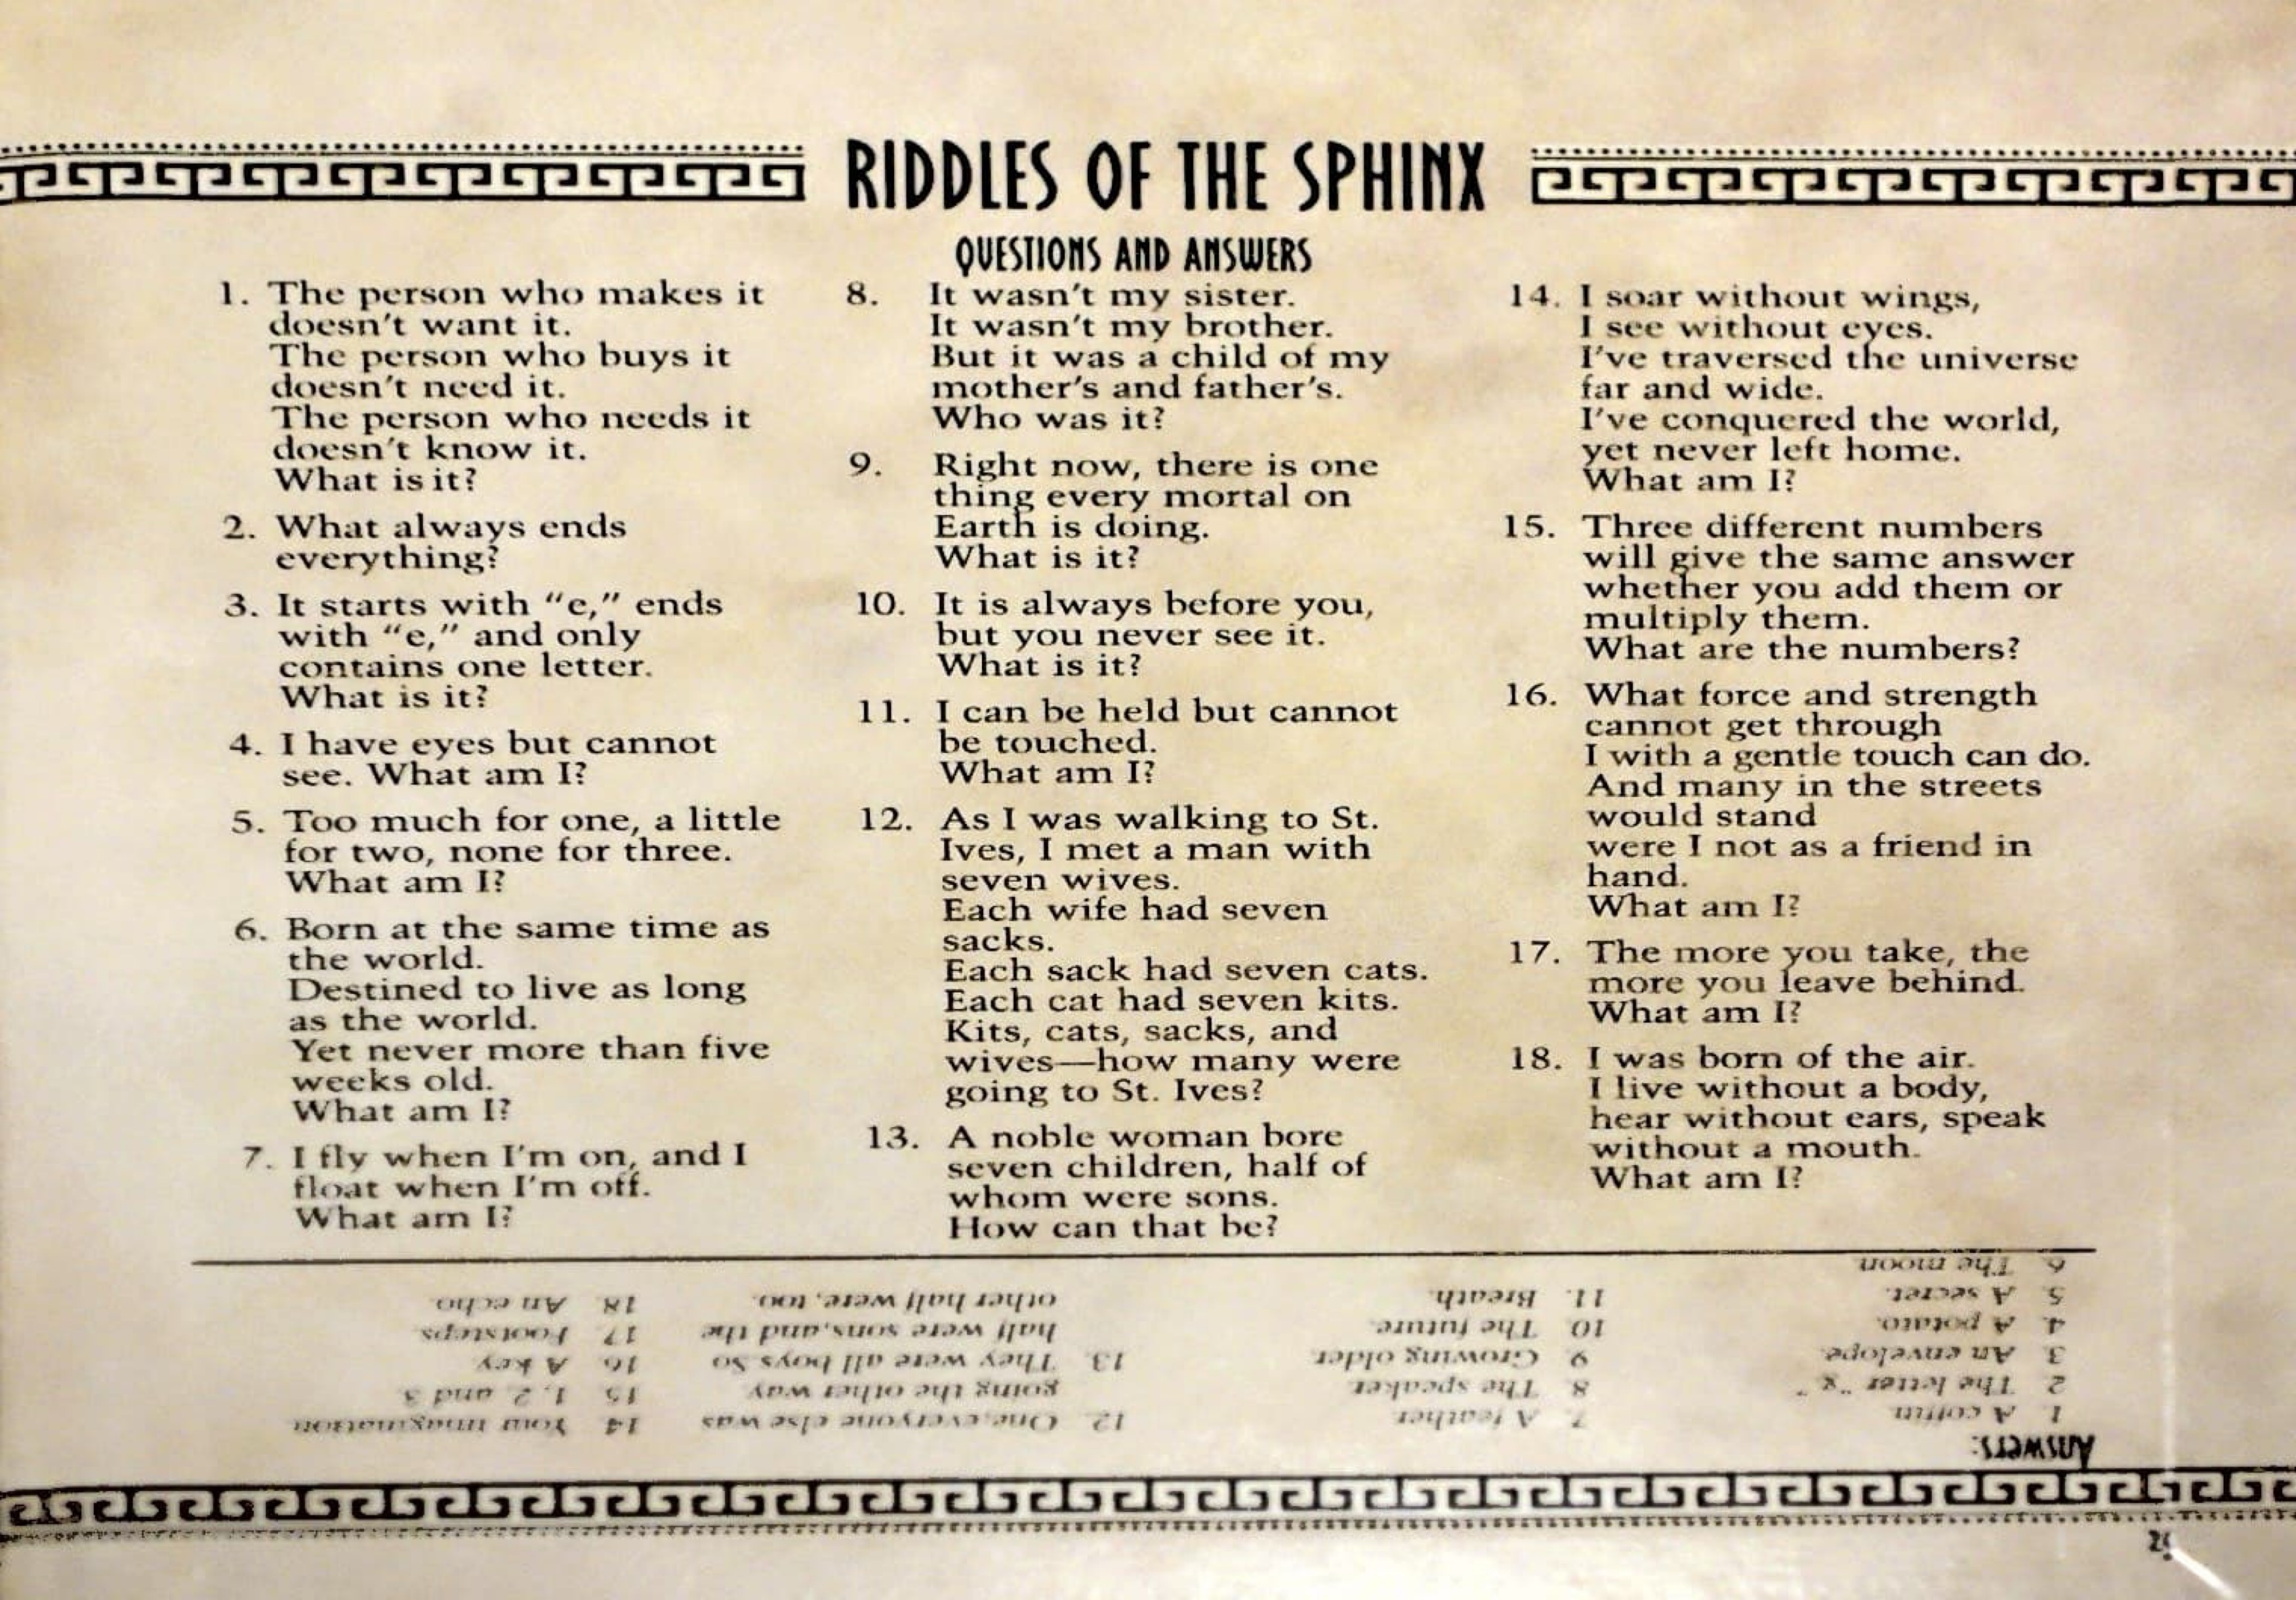 RIDDLES OF THE SPHINX
QUESTIONS AND ANSWERS
1. The person who makes it
doesn't want it.
The person who buys it
doesn't need it.
The person who needs it
doesn't know it.
What is it?
2. What always ends
everything?
3. It starts with “e,” ends
with “e,” and only
contains one letter.
What is it?
4. I have eyes but cannot
see. What am I?
5. Too much for one, a little
for two, none for three.
What am I?
6. Born at the same time as
the world.
Destined to live as long
as the world.
Yet never more than five
weeks old.
What am I?
7. I fly when I'm on, and I
float when I'm off.
What am I?
8. It wasn't my sister.
It wasn't my brother.
But it was a child of my
mother's and father's.
Who was it?
9. Right now, there is one
thing every mortal on
Earth is doing.
What is it?
10. It is always before you,
but you never see it.
What is it?
11. I can be held but cannot
be touched.
What am I?
12. As I was walking to St.
Ives, I met a man with
seven wives.
Each wife had seven
sacks.
Each sack had seven cats.
Each cat had seven kits.
Kits, cats, sacks, and
wives—how many were
going to St. Ives?
13. A noble woman bore
seven children, half of
whom were sons.
How can that be?
14. I soar without wings,
I see without eyes.
I've traversed the universe
far and wide.
I've conquered the world,
yet never left home.
What am I?
15. Three different numbers
will give the same answer
whether you add them or
multiply them.
What are the numbers?
16. What force and strength
cannot get through
I with a gentle touch can do.
And many in the streets
would stand
were I not as a friend in
hand.
What am I?
17. The more you take, the
more you leave behind.
What am I?
18. I was born of the air.
I live without a body,
hear without ears, speak
without a mouth.
What am I?
Answers:
1 A coffin
2 The letter "g"
3 An envelope
4. A potato
5 A secret
6 The moon
7 A feather
8 The speaker
9 Growing older
10 The future
11. Breath
12 One, everyone else was
going the other way
13 They were all boys So
half were sons, and the
other half were, too.
14 Your imagination
15 1, 2, and 3
16 A key
17 Footsteps
18 An echo